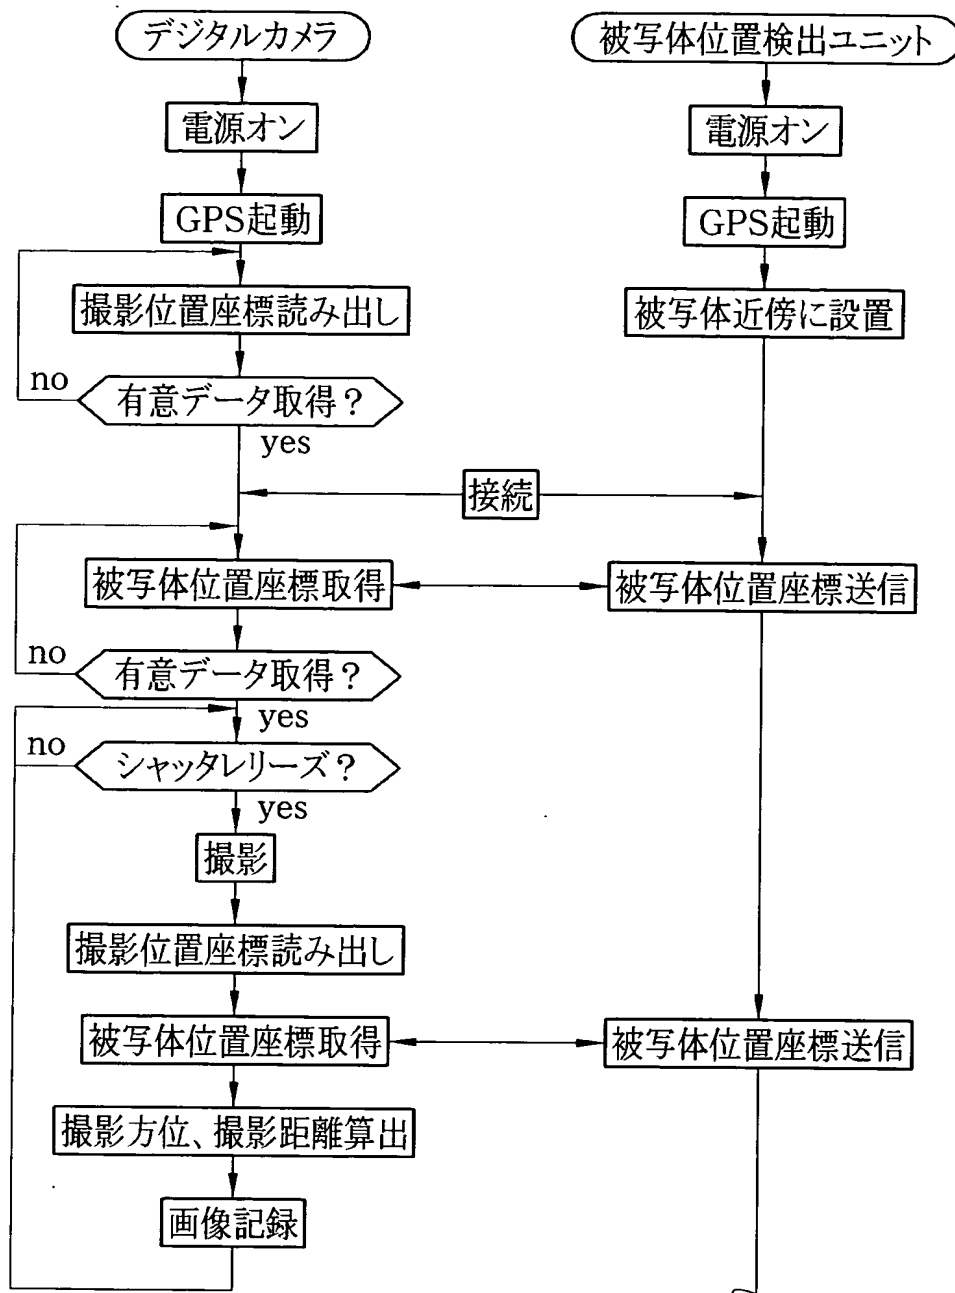 デジタルカメラ
被写体位置検出ユニット
電源オン
電源オン
GPS起動
GPS起動
撮影位置座標読み出し
被写体近傍に設置
no
有意データ取得?
yes
接続
被写体位置座標取得
被写体位置座標送信
no
有意データ取得?
yes
no
シャッタレリーズ?
yes
撮影
撮影位置座標読み出し
被写体位置座標取得
被写体位置座標送信
撮影方位、撮影距離算出
画像記録